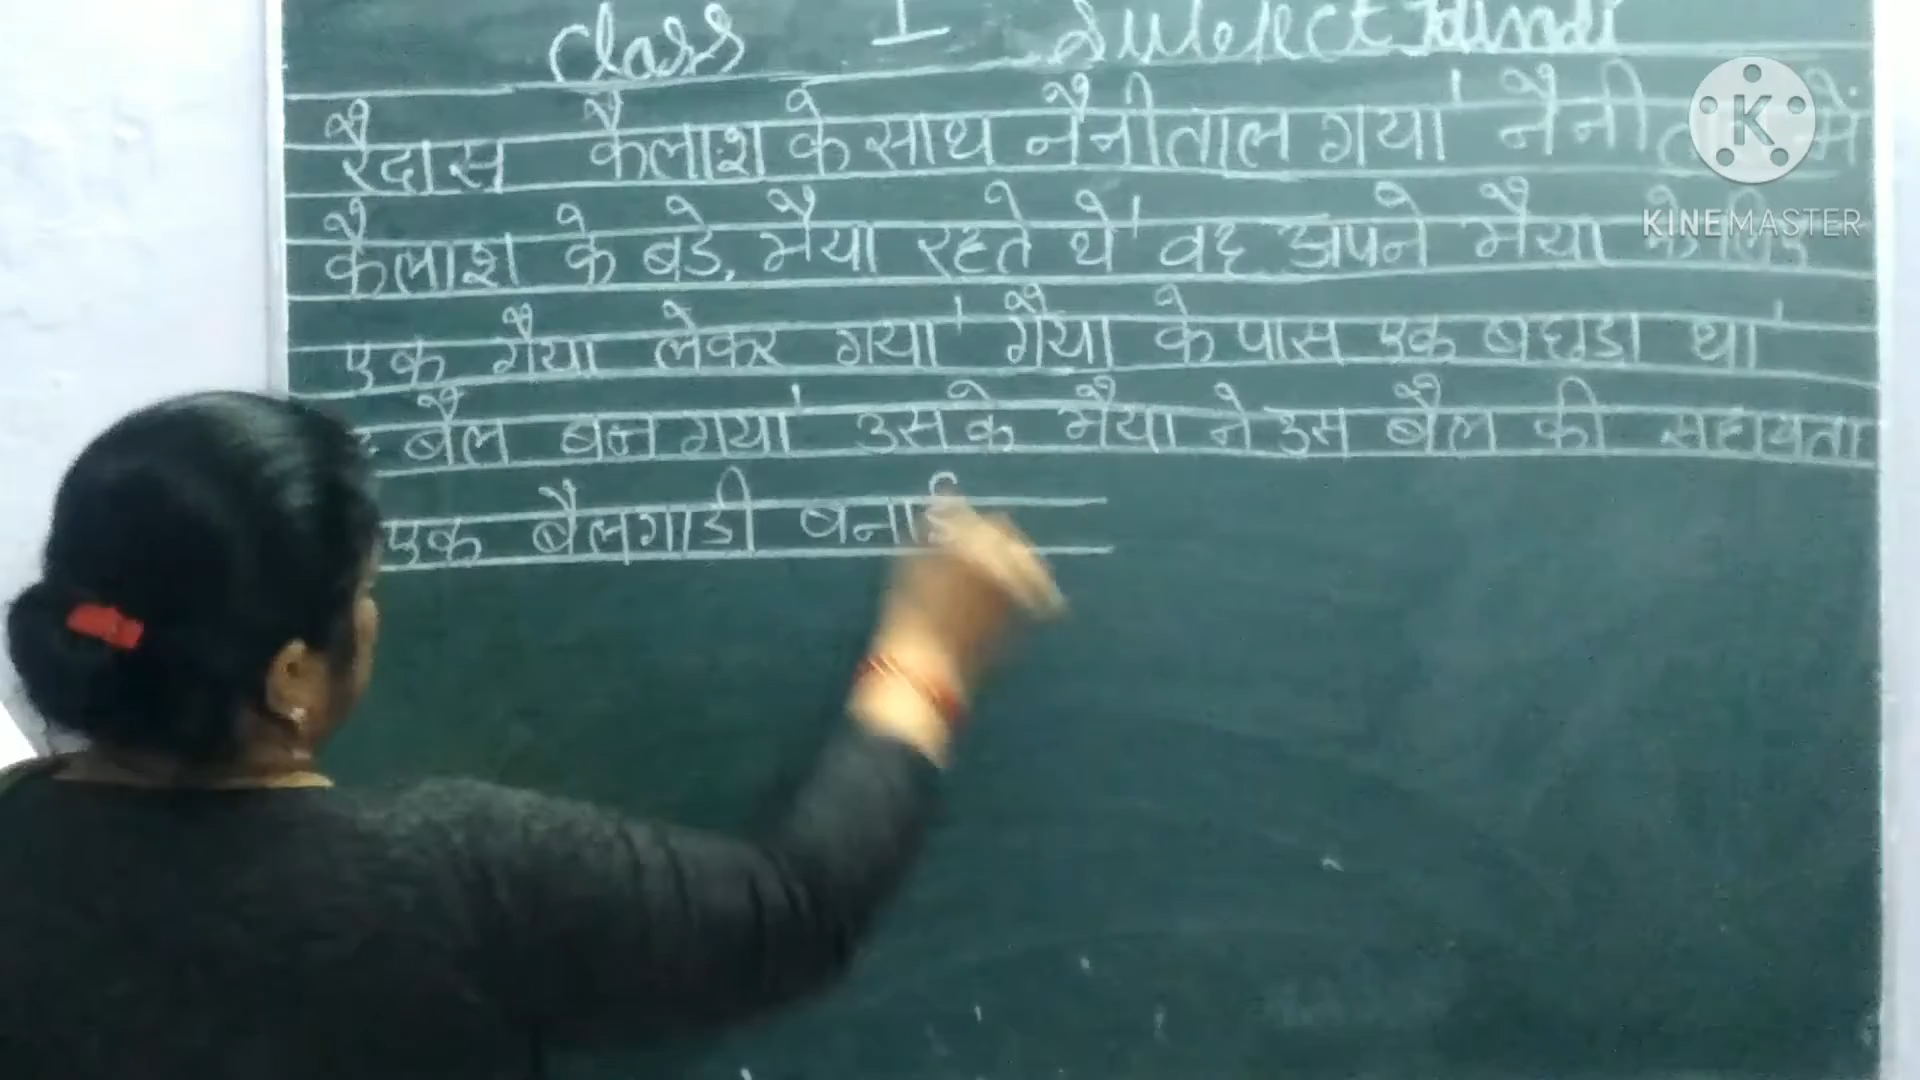 Class I Subject Hindi
रैदास कैलाश के साथ नैनीताल गया। नैनीताल में
कैलाश के बडे, भैया रहते थे। वह अपने भैया के लिए
एक गैया लेकर गया। गैया के पास एक बछडा था।
बैल बन गया। उसके भैया ने उस बैल की सहायता
एक बैलगाडी बनाई
KINEMASTER